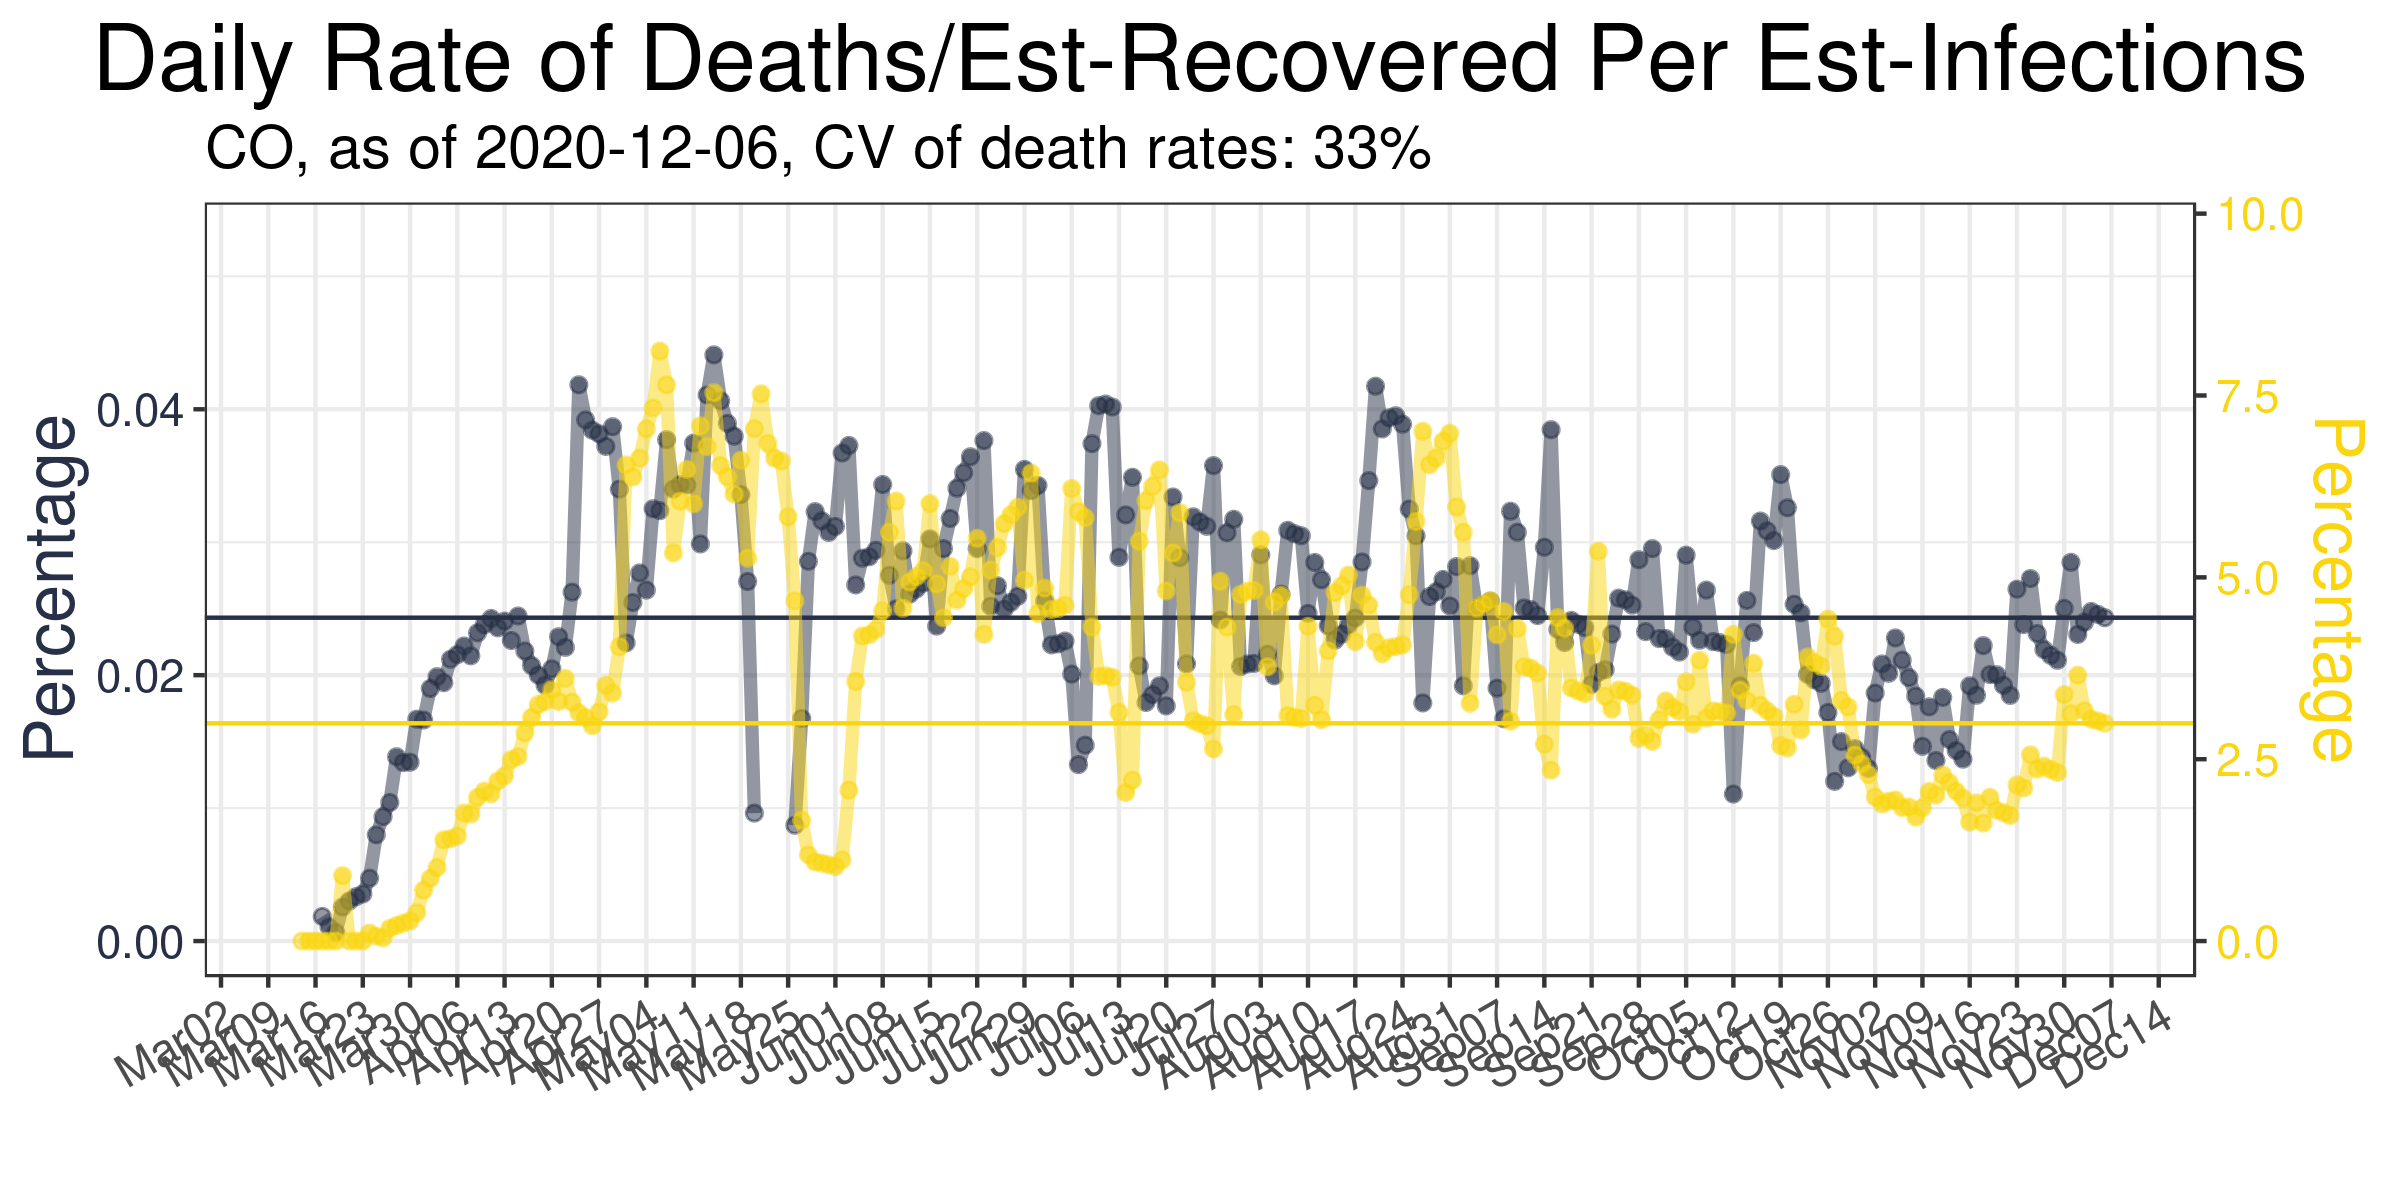 Daily Rate of Deaths/Est-Recovered Per Est-Infections
CO, as of 2020-12-06, CV of death rates: 33%
Percentage
0.04
0.02
0.00
10.0
7.5
5.0
2.5
0.0
Percentage
Mar02
Mar09
Mar16
Mar23
Mar30
Apr06
Apr13
Apr20
Apr27
May04
May11
May18
May25
Jun01
Jun08
Jun15
Jun22
Jun29
Jul06
Jul13
Jul20
Jul27
Aug03
Aug10
Aug17
Aug24
Aug31
Sep07
Sep14
Sep21
Sep28
Oct05
Oct12
Oct19
Oct26
Nov02
Nov09
Nov16
Nov23
Nov30
Dec07
Dec14